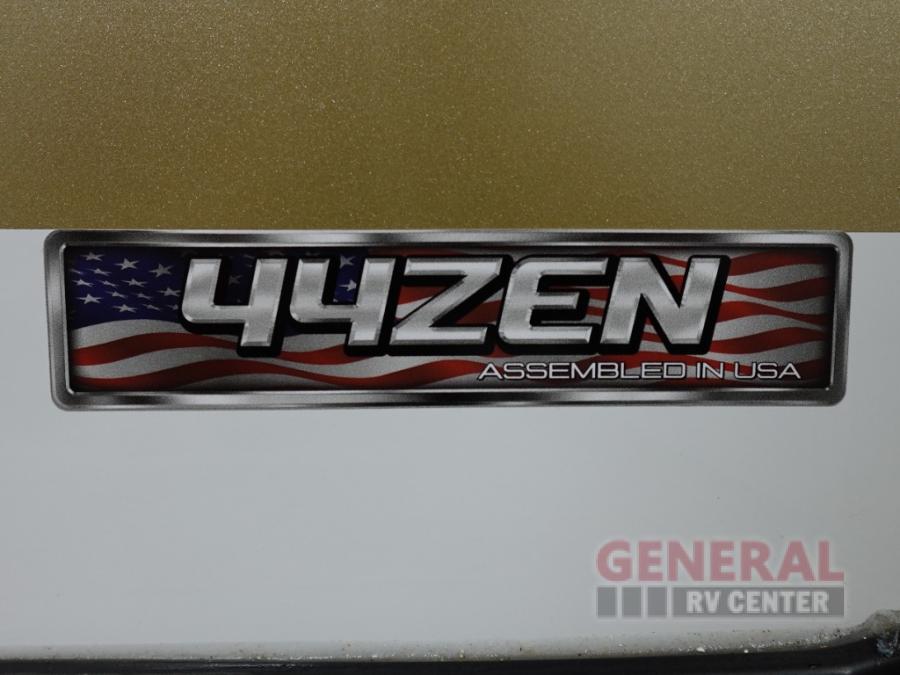 44ZEN
ASSEMBLED IN USA
GENERAL
RV CENTER